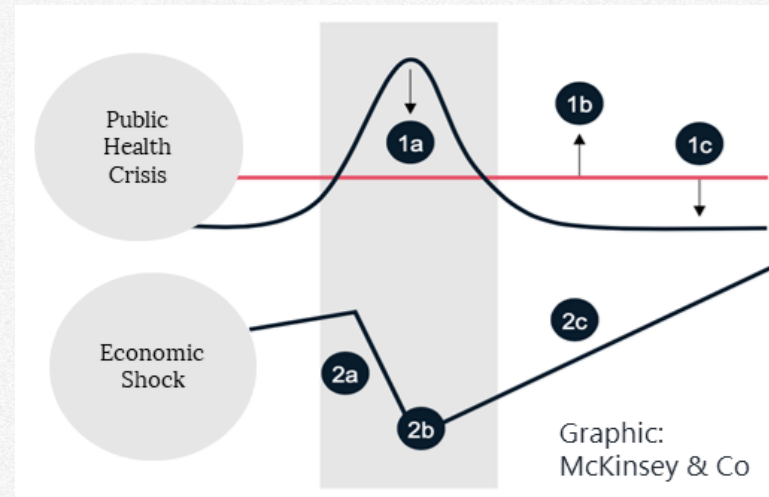 Public
Health
Crisis
1a
1b
1c
Economic
Shock
2a
2b
2c
Graphic:
McKinsey & Co